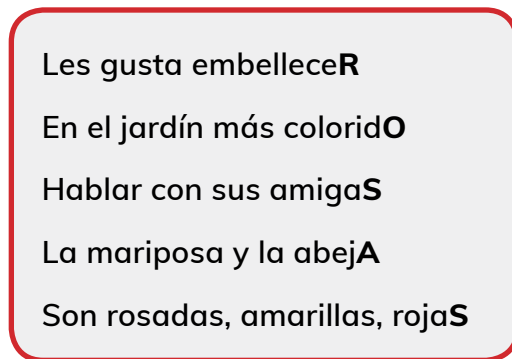 Les gusta embelleceR
En el jardín más coloridO
Hablar con sus amigaS
La mariposa y la abejA
Son rosadas, amarillas, rojaS